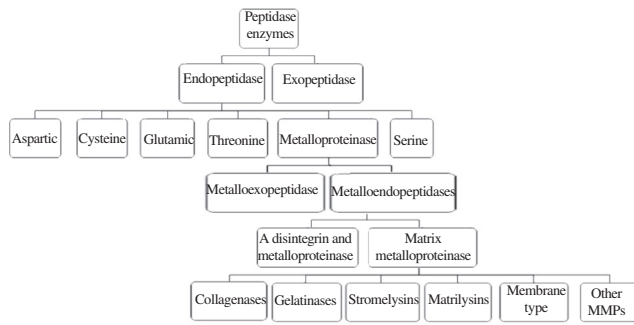 Peptidase
enzymes
Endopeptidase
Exopeptidase
Aspartic
Cysteine
Glutamic
Threonine
Metalloproteinase
Serine
Metalloexopeptidase
Metalloendopeptidases
A disintegrin and
metalloproteinase
Matrix
metalloproteinase
Collagenases
Gelatinases
Stromelysins
Matrilysins
Membrane
type
Other
MMPs